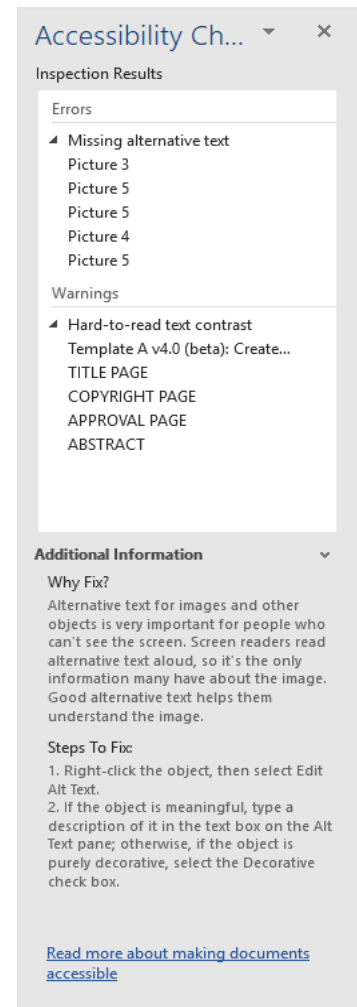 Accessibility Ch...
Inspection Results
Errors
Missing alternative text
Picture 3
Picture 5
Picture 5
Picture 4
Picture 5
Warnings
Hard-to-read text contrast
Template A v4.0 (beta): Create...
TITLE PAGE
COPYRIGHT PAGE
APPROVAL PAGE
ABSTRACT
Additional Information
Why Fix?
Alternative text for images and other
objects is very important for people who
can't see the screen. Screen readers read
alternative text aloud, so it's the only
information many have about the image.
Good alternative text helps them
understand the image.
Steps To Fix:
1. Right-click the object, then select Edit
Alt Text.
2. If the object is meaningful, type a
description of it in the text box on the Alt
Text pane; otherwise, if the object is
purely decorative, select the Decorative
check box.
Read more about making documents
accessible